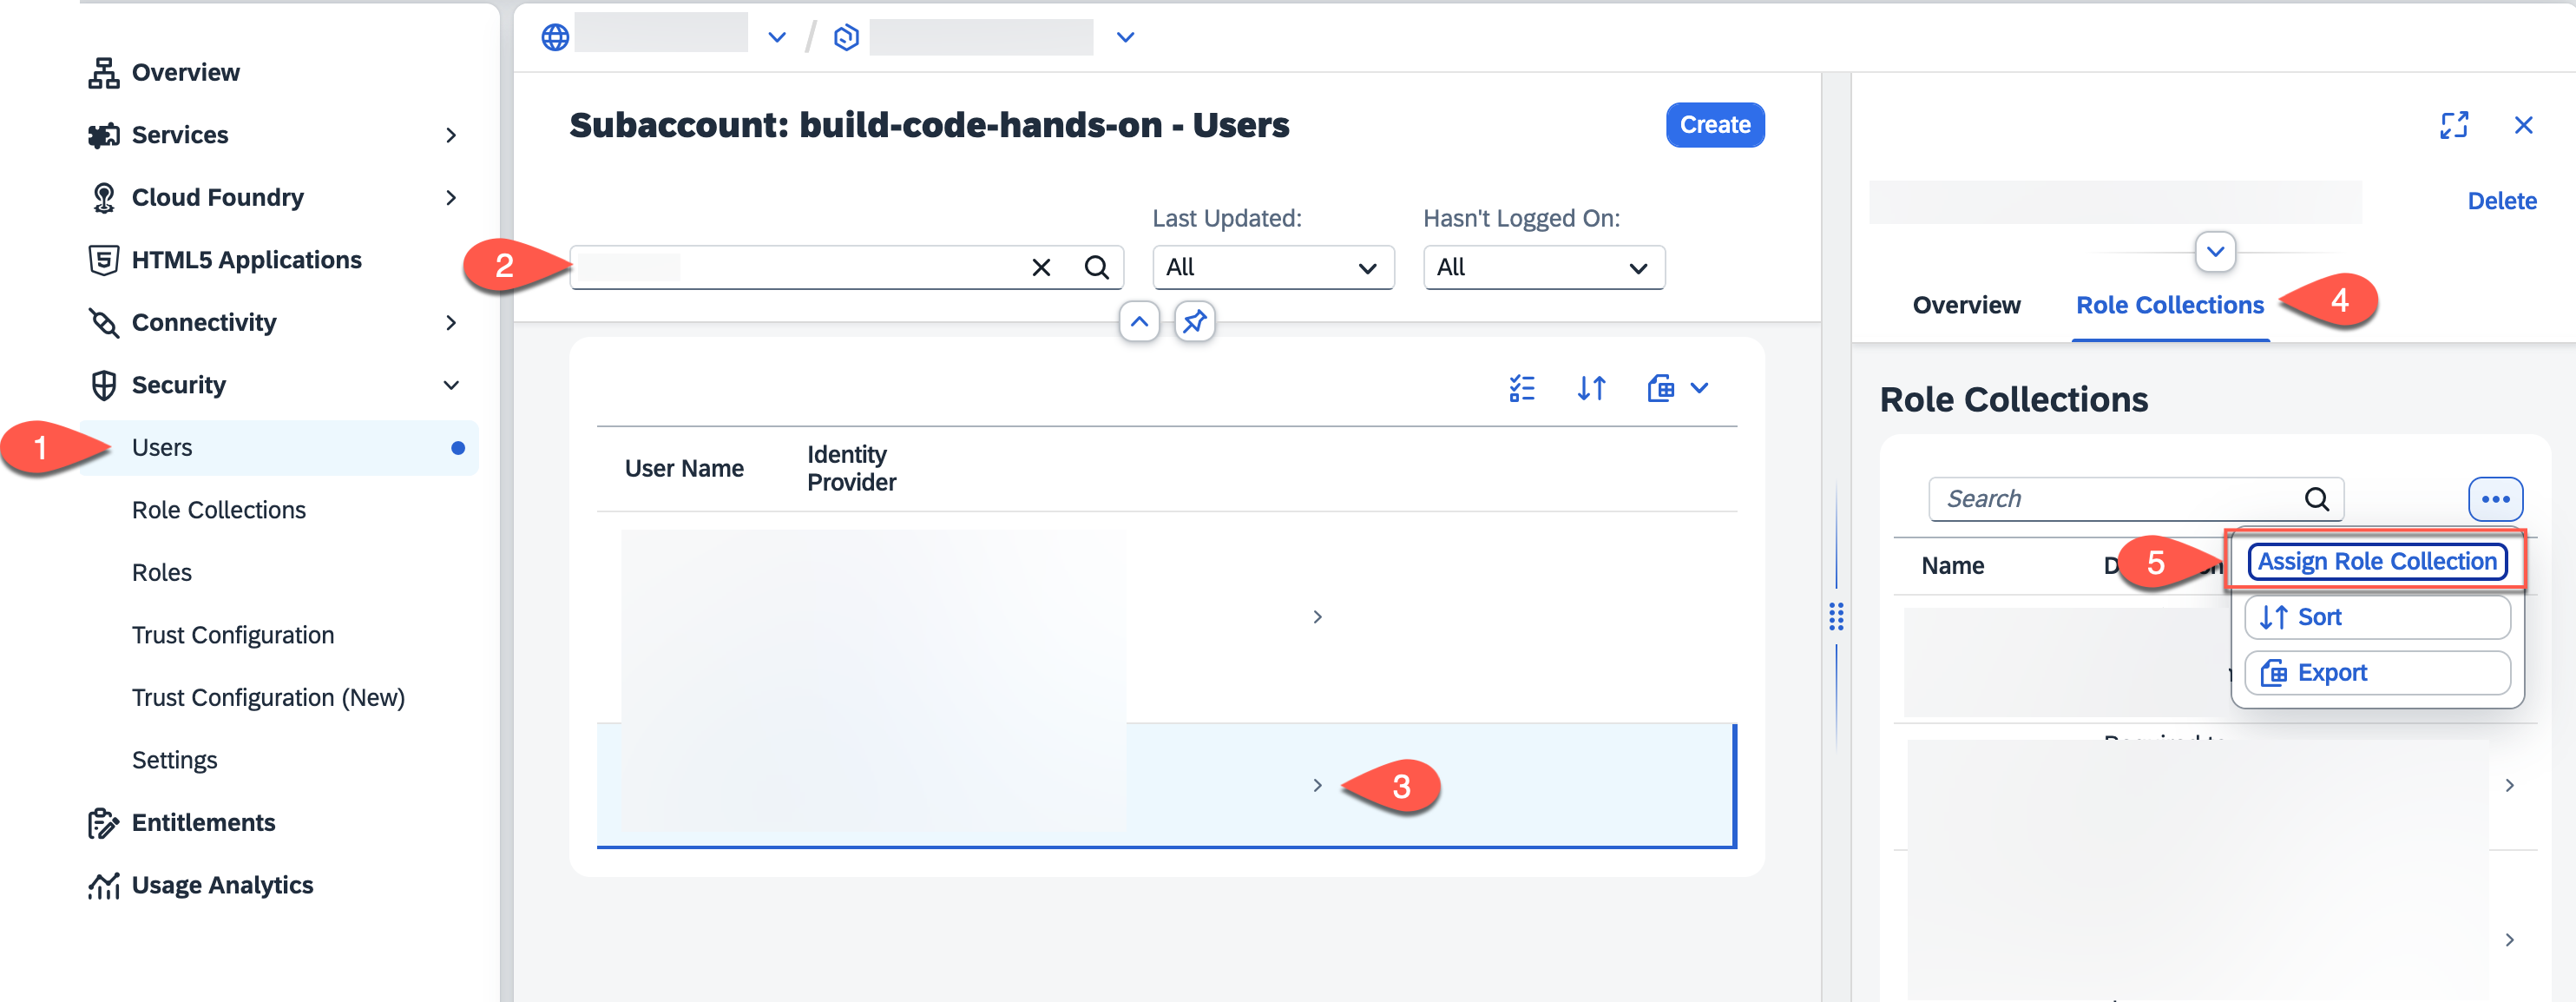 Overview
Services
Cloud Foundry
HTML5 Applications
Connectivity
Security
1
Users
Role Collections
Roles
Trust Configuration
Trust Configuration (New)
Settings
Entitlements
Usage Analytics
Subaccount: build-code-hands-on - Users
Create
Last Updated:
Hasn't Logged On:
2
All
All
User Name
Identity
Provider
3
Delete
Overview
Role Collections
4
Role Collections
Search
Name
5
Assign Role Collection
Sort
Export